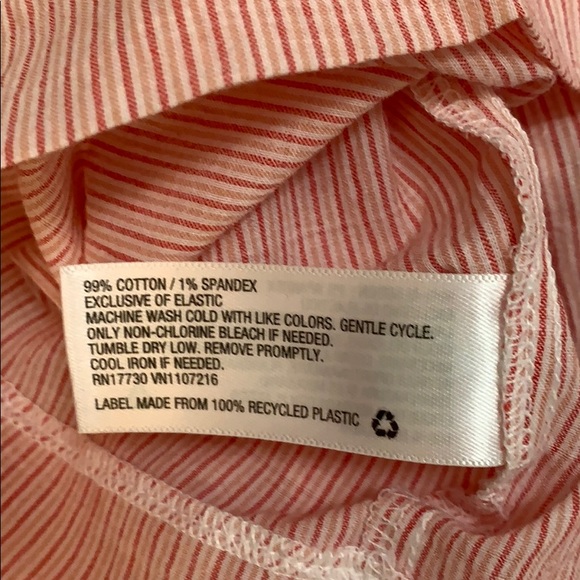 99% COTTON / 1% SPANDEX
EXCLUSIVE OF ELASTIC
MACHINE WASH COLD WITH LIKE COLORS. GENTLE CYCLE.
ONLY NON-CHLORINE BLEACH IF NEEDED.
TUMBLE DRY LOW. REMOVE PROMPTLY.
COOL IRON IF NEEDED.
RN17730 VN1107216
LABEL MADE FROM 100% RECYCLED PLASTIC